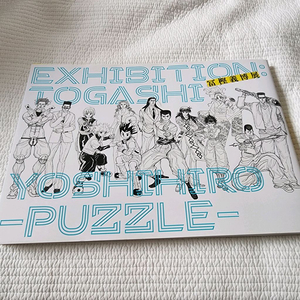 EXHIBITION:
TOGASHI
冨樫義博展。
YOSHIHIRO
-PUZZLE-